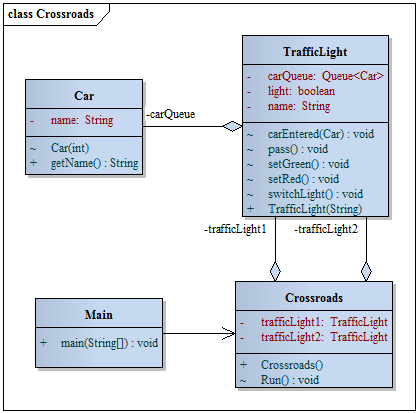 class Crossroads
TrafficLight
- carQueue: Queue<Car>
- light: boolean
- name: String
~ carEntered(Car) : void
~ pass() : void
~ setGreen() : void
~ setRed() : void
~ switchLight() : void
+ TrafficLight(String)
Car
- name: String
~ Car(int)
+ getName() : String
-carQueue
-trafficLight1
-trafficLight2
Main
+ main(String[]) : void
Crossroads
- trafficLight1: TrafficLight
- trafficLight2: TrafficLight
+ Crossroads()
~ Run() : void